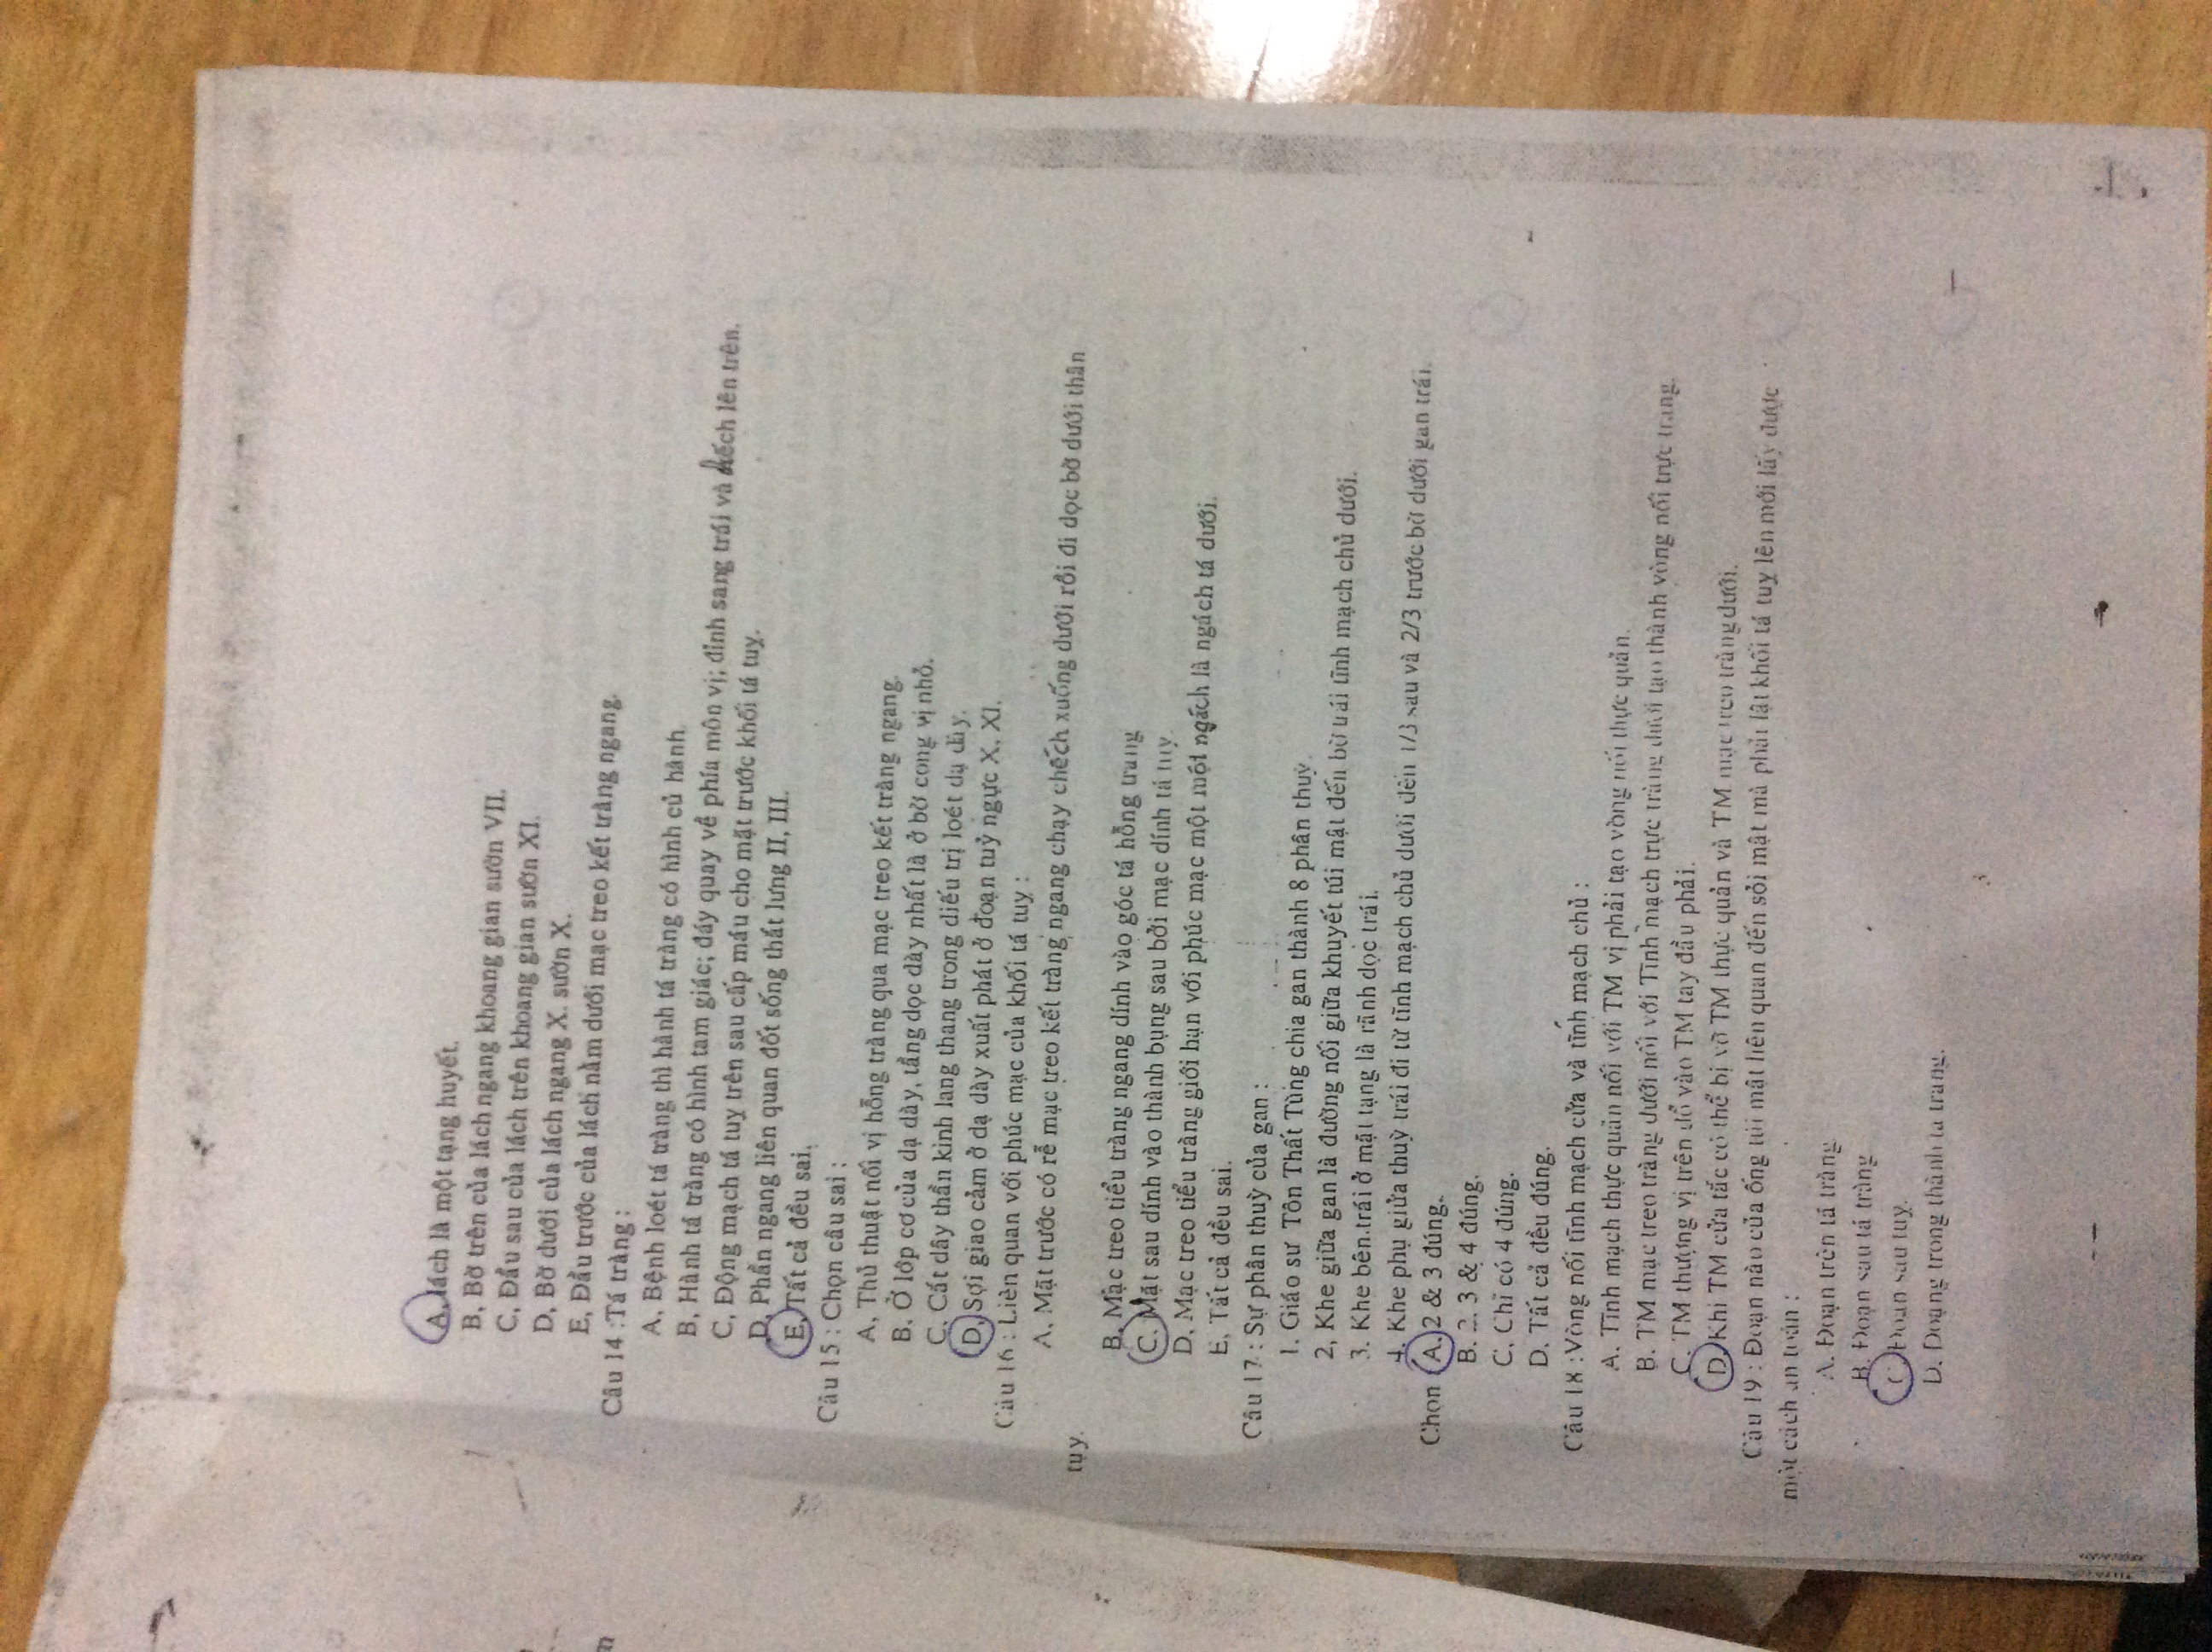 A, lách là một tạng huyết.
B, Bờ trên của lách ngang khoang gian sườn VII.
C, Đầu sau của lách trên khoang gian sườn XI.
D, Bờ dưới của lách ngang X. sườn X.
E, Đầu trước của lách nằm dưới mạc treo kết tràng ngang.
Câu 14 :Tá tràng :
A, Bệnh loét tá tràng thì hành tá tràng có hình củ hành
B, Hành tá tràng có hình tam giác; đáy quay về phía môn vị; đỉnh sang trái và hếch lên trên.
C, Động mạch tá tuỵ trên sau cấp máu cho mặt trước khối tá tuỵ.
D, Phần ngang liên quan đốt sống thắt lưng II, III.
E, Tất cả đều sai.
Câu 15 : Chọn câu sai :
A, Thủ thuật nối vị hỗng tràng qua mạc treo kết tràng ngang.
B. Ở lớp cơ của dạ dày, tầng dọc dày nhất là ở bờ cong vị nhỏ.
C. Cắt dây thần kinh lang thang trong điều trị loét dạ dày.
D, Sợi giao cảm ở dạ dày xuất phát ở đoạn tuỷ ngực X, XI.
Câu 16 : Liên quan với phúc mạc của khối tá tuỵ :
A, Mặt trước có rễ mạc treo kết tràng ngang chạy chếch xuống dưới rồi đi dọc bờ dưới thân
tụy.
B, Mạc treo tiểu tràng ngang dính vào góc tá hỗng tràng
C. Mặt sau dính vào thành bụng sau bởi mạc dính tá tuỵ.
D, Mạc treo tiểu tràng giới hạn với phúc mạc một một ngách là ngách tá dưới.
E, Tất cả đều sai.
Câu 17 : Sự phân thuỳ của gan :
1. Giáo sư Tôn Thất Tùng chia gan thành 8 phân thuỳ.
2, Khe giữa gan là đường nối giữa khuyết túi mật đến bờ trái tĩnh mạch chủ dưới.
3. Khe bên trái ở mặt tạng là rãnh dọc trái.
4. Khe phụ giửa thuỳ trái đi từ tĩnh mạch chủ dưới đến 1/3 sau và 2/3 trước bờ dưới gan trái.
Chọn : A. 2 & 3 đúng.
B. 2, 3 & 4 đúng.
C, Chỉ có 4 đúng.
D. Tất cả đều đúng.
Câu 18 :Vòng nối tĩnh mạch cửa và tĩnh mạch chủ :
A. Tĩnh mạch thực quản nối với TM vị phải tạo vòng nối thực quản.
B. TM mạc treo tràng dưới nối với Tĩnh mạch trực tràng dưới tạo thành vòng nối trực tràng.
C. TM thượng vị trên đổ vào TM tay đầu phải.
D, Khi TM cửa tắc có thể bị vỡ TM thực quản và TM mạc treo tràng dưới.
Câu 19 : Đoạn nào của ống túi mật liên quan đến sỏi mật mà phải lật khối tá tuỵ lên mới lấy được
một cách an toàn :
A. Đoạn trên tá tràng
B. Đoạn sau tá tràng
C Đoạn sau tuỵ.
D. Doạng trong thành tá tràng.
3